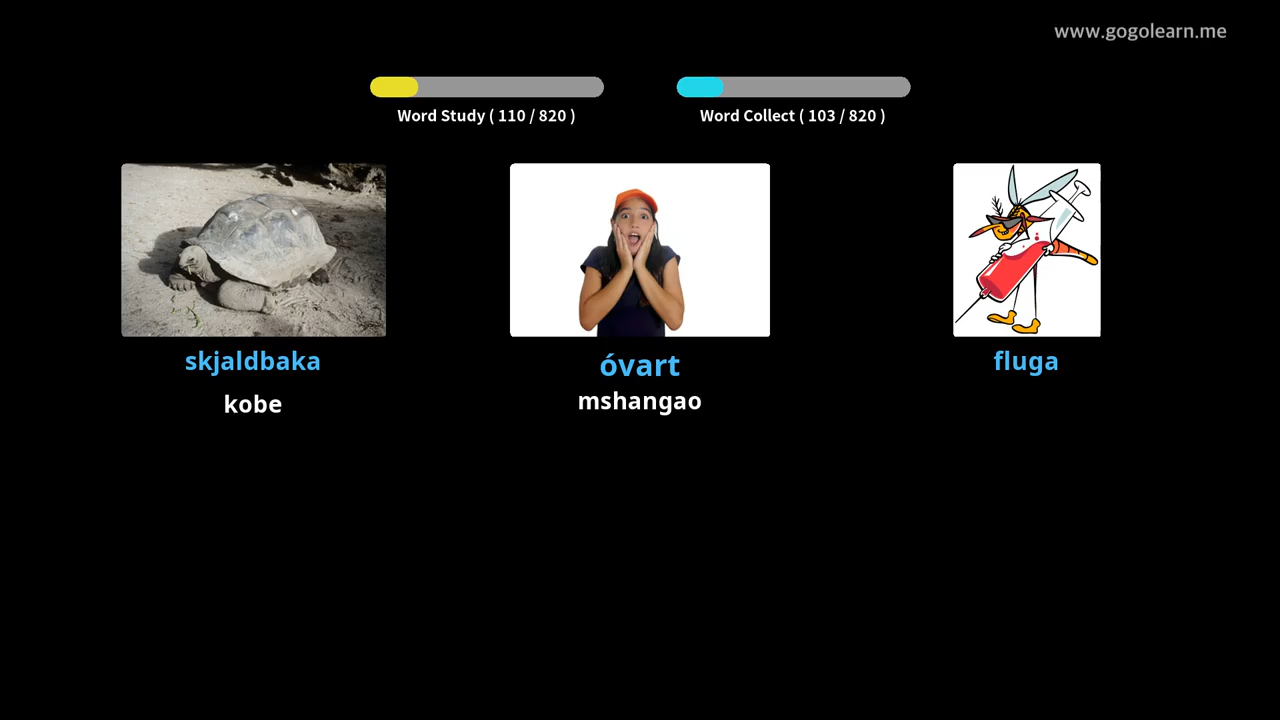 www.gogolearn.me
Word Study ( 110 / 820 )
Word Collect ( 103 / 820 )
skjaldbaka
kobe
óvart
mshangao
fluga